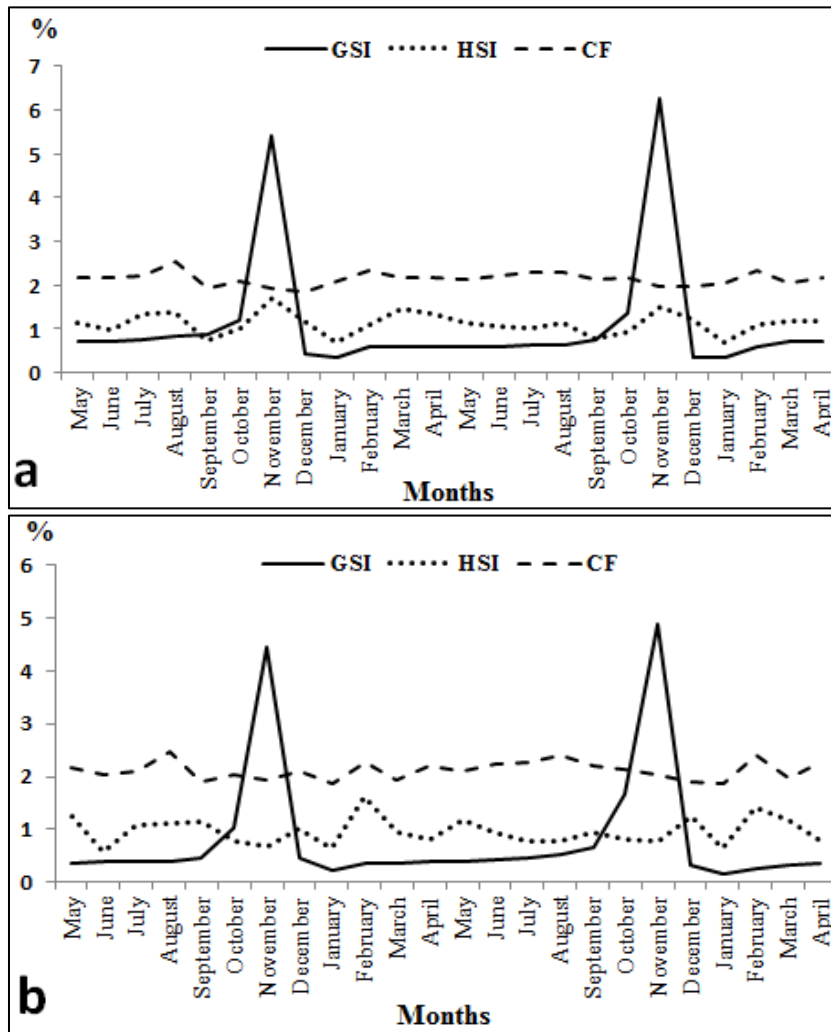 %
GSI HSI CF
7
6
5
4
3
2
1
0
May June July August September October November December January February March April May June July August September October November December January February March April
a
Months
%
GSI HSI CF
6
5
4
3
2
1
0
May June July August September October November December January February March April May June July August September October November December January February March April
b
Months